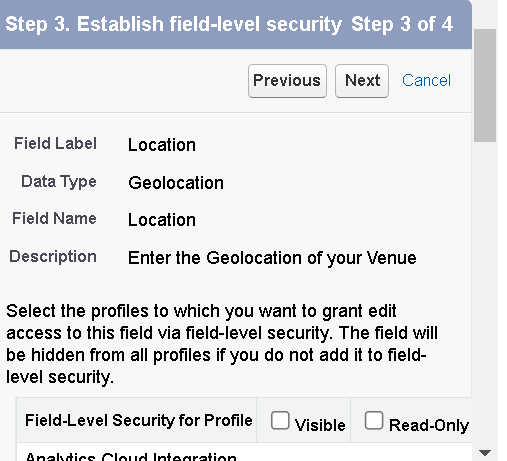 Step 3. Establish field-level security Step 3 of 4
Previous Next Cancel
Field Label Location
Data Type Geolocation
Field Name Location
Description Enter the Geolocation of your Venue
Select the profiles to which you want to grant edit
access to this field via field-level security. The field will
be hidden from all profiles if you do not add it to field-
level security.
Field-Level Security for Profile Visible Read-Only
Analytics Cloud Integration